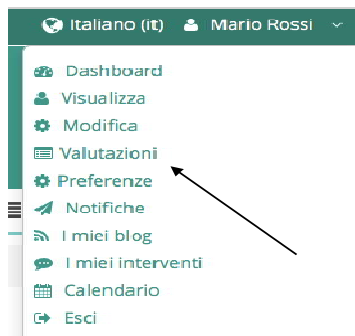 Italiano (it) Mario Rossi
Dashboard
Visualizza
Modifica
Valutazioni
Preferenze
Notifiche
I miei blog
I miei interventi
Calendario
Esci